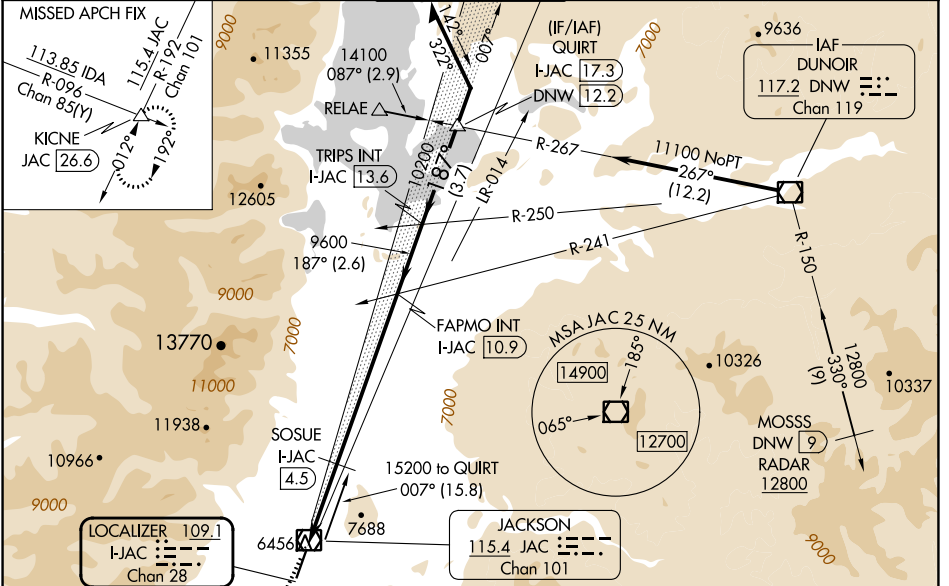 MISSED APCH FIX
113.85 IDA
R-096
Chan 85(Y)
115.4 JAC
R-192
Chan 101
KICNE
JAC 26.6
012°
192°
9000
11355
14100
087° (2.9)
RELAE
142°
322°
007°
(IF/IAF)
QUIRT
I-JAC 17.3
DNW 12.2
7000
9636
IAF
DUNOIR
117.2 DNW
Chan 119
TRIPS INT
I-JAC 13.6
10200
187°
(3.7)
LR-014
R-267
11100 NoPT
267°
(12.2)
12605
R-250
R-241
R-150
9600
187° (2.6)
9000
13770
11000
7000
FAPMO INT
I-JAC 10.9
MSA JAC 25 NM
185°
14900
065°
12700
10326
12800
330°
(9)
10337
11938
7000
10966
9000
SOSUE
I-JAC
4.5
15200 to QUIRT
007° (15.8)
MOSSS
DNW 9
RADAR
12800
7688
6456
LOCALIZER 109.1
I-JAC
Chan 28
JACKSON
115.4 JAC
Chan 101
9000